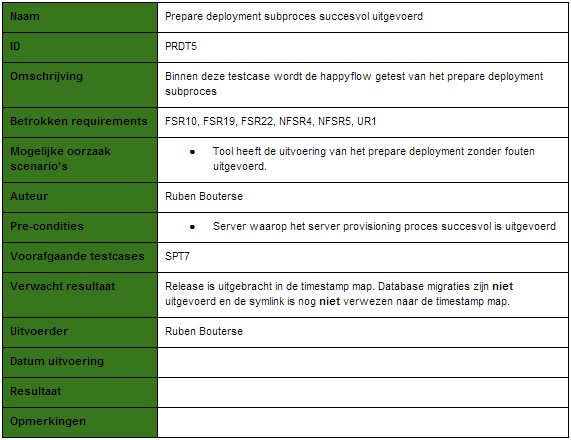 Naam Prepare deployment subproces succesvol uitgevoerd
ID PRDT5
Omschrijving Binnen deze testcase wordt de happyflow getest van het prepare deployment
subproces
Betrokken requirements FSR10, FSR19, FSR22, NFSR4, NFSR5, UR1
Mogelijke oorzaak
scenario's
● Tool heeft de uitvoering van het prepare deployment zonder fouten
uitgevoerd.
Auteur Ruben Bouterse
Pre-condities ● Server waarop het server provisioning proces succesvol is uitgevoerd
Voorafgaande testcases SPT7
Verwacht resultaat Release is uitgebracht in de timestamp map. Database migraties zijn niet
uitgevoerd en de symlink is nog niet verwezen naar de timestamp map.
Uitvoerder Ruben Bouterse
Datum uitvoering
Resultaat
Opmerkingen